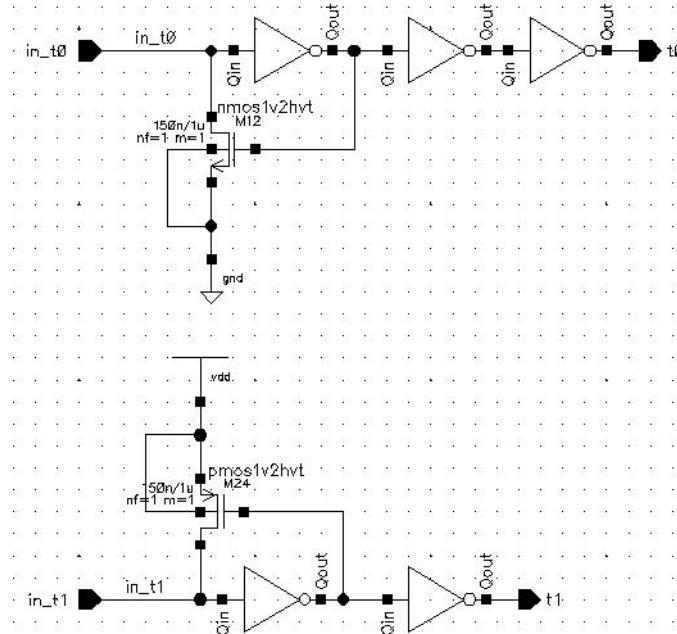 in_t0
in_t0
Qin
Qout
Qin
Qout
Qin
Qout
t0
nmos1v2hvt
M12
150n/1u
nf=1 m=1
gnd
vdd
pmos1v2hvt
M24
150n/1u
nf=1 m=1
in_t1
in_t1
Qin
Qout
Qin
Qout
t1